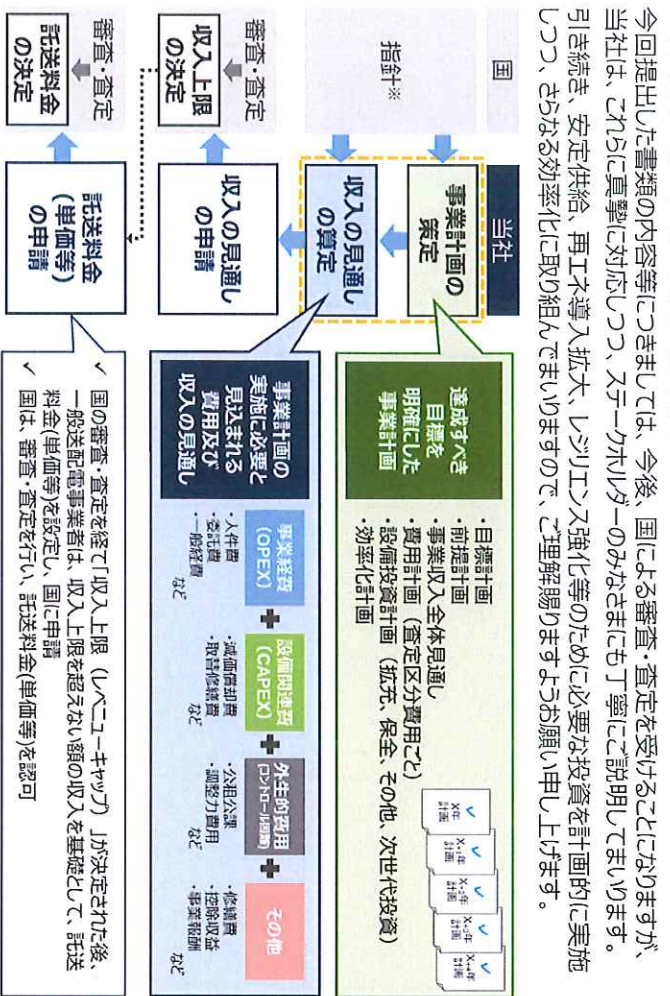 今回提出した書類の内容等につきましては、今後、国による審査・査定を受けることになりますが、
当社は、これらに真摯に対応しつつ、ステークホルダーのみなさまにも丁寧にご説明してまいります。
引き続き、安定供給、再エネ導入拡大、レジリエンス強化等のために必要な投資を計画的に実施
しつつ、さらなる効率化に取り組んでまいりますので、ご理解賜りますようお願い申し上げます。
国
当社
指針※
事業計画の
策定
収入の見通し
の算定
審査・査定
収入上限
の決定
収入の見通し
の申請
審査・査定
託送料金
の決定
託送料金
(単価等)
の申請
達成すべき
目標を
明確にした
事業計画
・目標計画
・前提計画
・事業収入全体見通し
・費用計画（査定区分費用ごと）
・設備投資計画（拡充、保全、その他、次世代投資）
・効率化計画
X年
計画
X+1年
計画
X+2年
計画
X+3年
計画
X+4年
計画
事業計画の
実施に必要と
見込まれる
費用及び
収入の見通し
事業経費
(OPEX)
・人件費
・委託費
・一般経費
など
+
設備関連費
(CAPEX)
・減価償却費
・取替修繕費
など
+
外生的費用
(コントロール困難)
・公租公課
・調整力費用
など
+
その他
・修繕費
・控除収益
・事業報酬
など
✓ 国の審査・査定を経て「収入上限（レベニューキャップ）」が決定された後、
一般送配電事業者は、収入上限を超えない額の収入を基礎として、託送
料金(単価等)を設定し、国に申請
✓ 国は、審査・査定を行い、託送料金(単価等)を認可